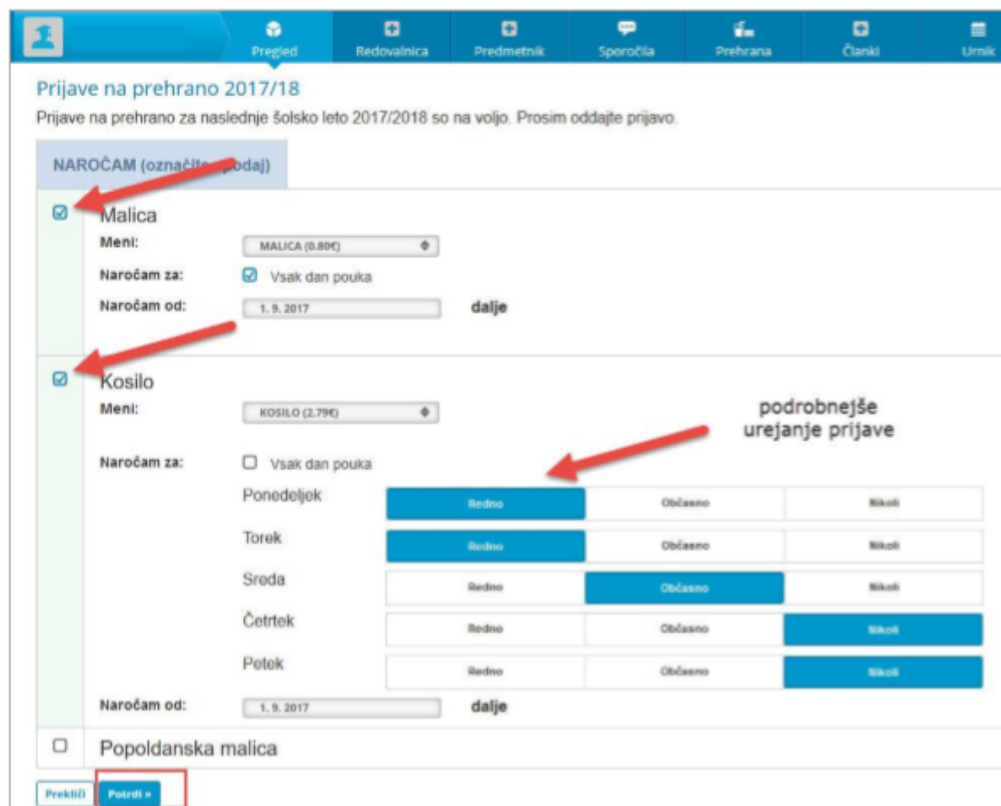 Pregled Redovalnica Predmetnik Sporočila Prehrana Članki Urnik
Prijave na prehrano 2017/18
Prijave na prehrano za naslednje šolsko leto 2017/2018 so na voljo. Prosim oddajte prijavo.
NAROČAM (označite podaj)
Malica
Meni: MALICA (0.80€)
Naročam za: Vsak dan pouka
Naročam od: 1. 9. 2017 dalje
Kosilo
Meni: KOSILO (2.79€)
podrobnejše
urejanje prijave
Naročam za: Vsak dan pouka
Ponedeljek Redno Občasno Nikoli
Torek Redno Občasno Nikoli
Sreda Redno Občasno Nikoli
Četrtek Redno Občasno Nikoli
Petek Redno Občasno Nikoli
Naročam od: 1. 9. 2017 dalje
Popoldanska malica
Prekliči Potrdi »